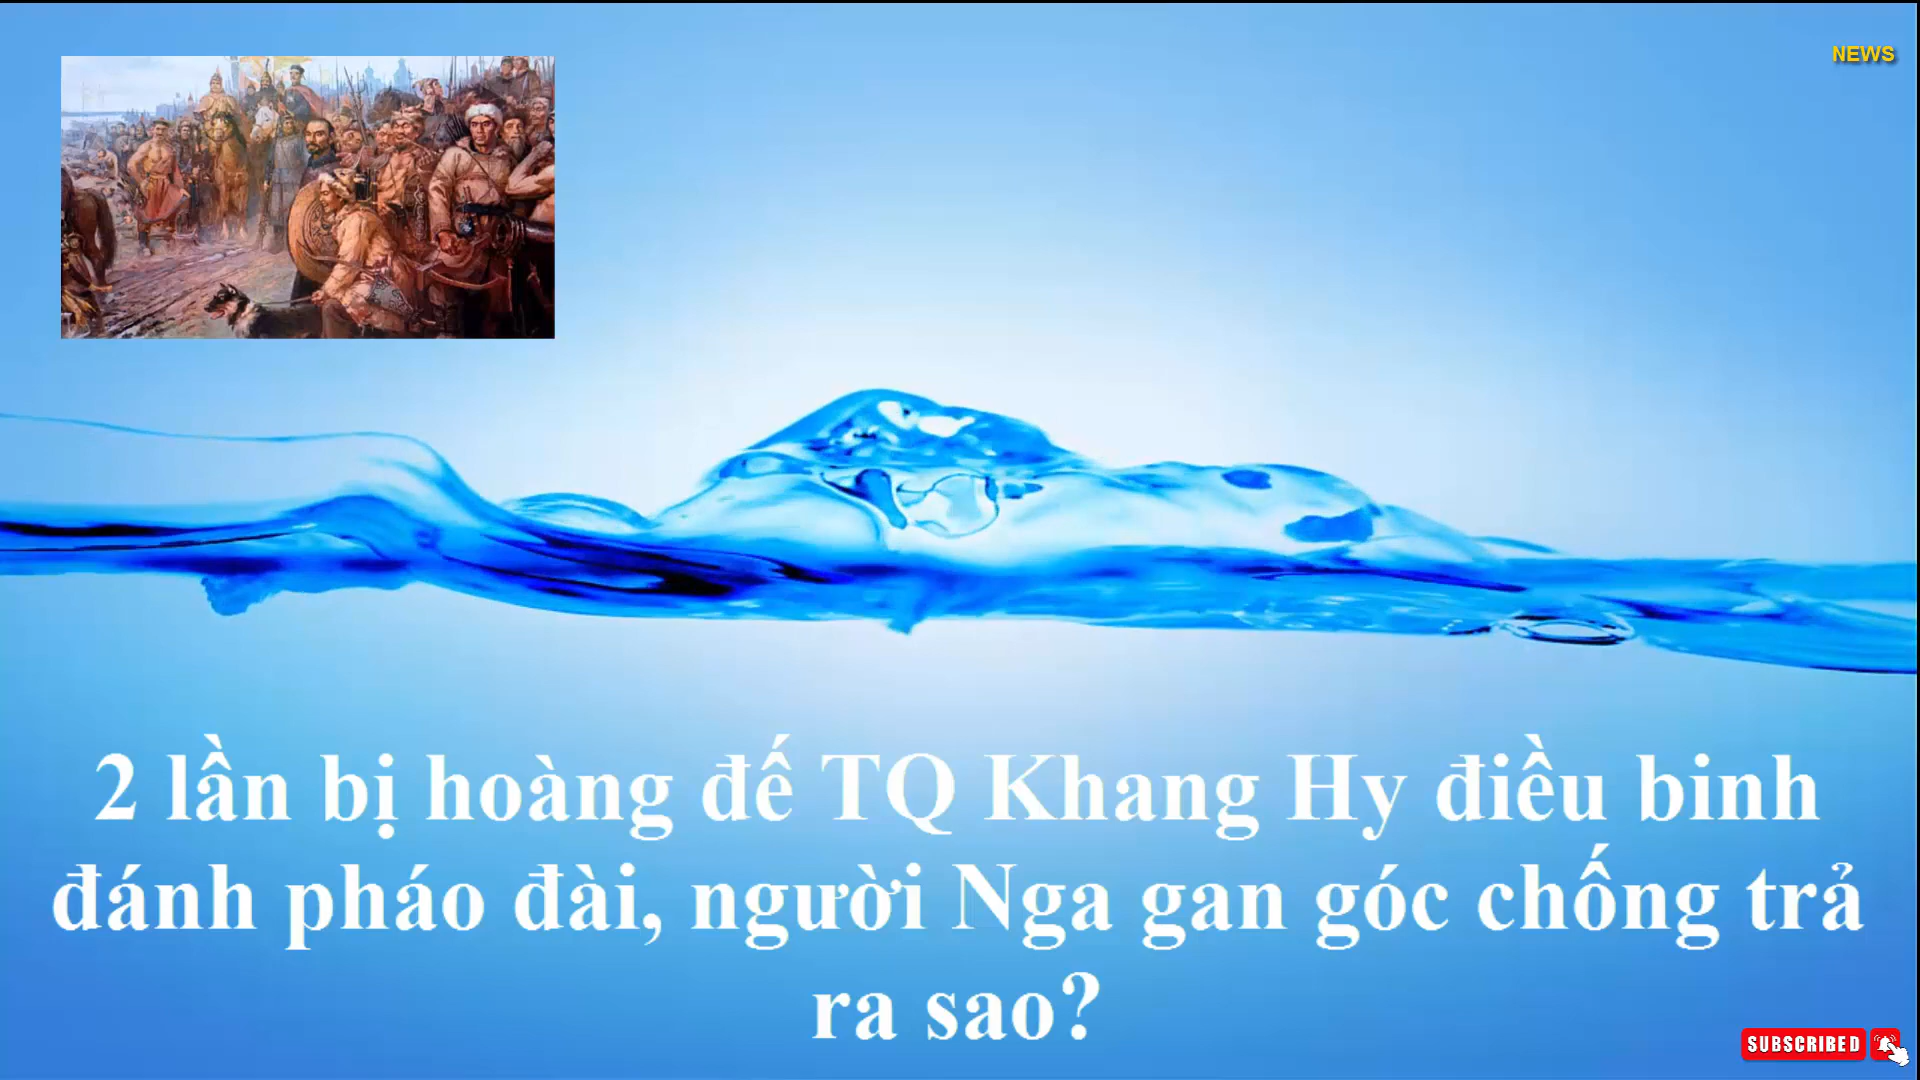 NEWS
2 lần bị hoàng đế TQ Khang Hy điều binh
đánh pháo đài, người Nga gan góc chống trả
ra sao?
SUBSCRIBED